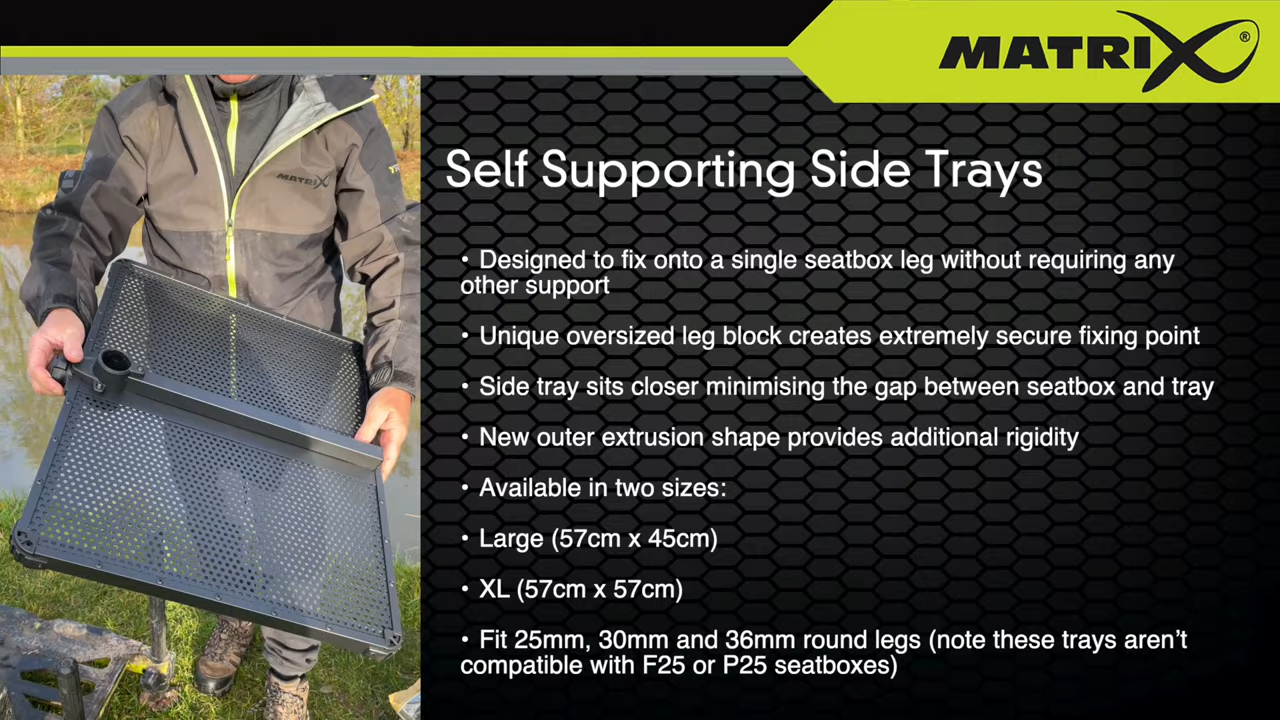 MATRIX®
MATRIX
Self Supporting Side Trays
• Designed to fix onto a single seatbox leg without requiring any
other support
• Unique oversized leg block creates extremely secure fixing point
• Side tray sits closer minimising the gap between seatbox and tray
• New outer extrusion shape provides additional rigidity
• Available in two sizes:
• Large (57cm x 45cm)
• XL (57cm x 57cm)
• Fit 25mm, 30mm and 36mm round legs (note these trays aren’t
compatible with F25 or P25 seatboxes)